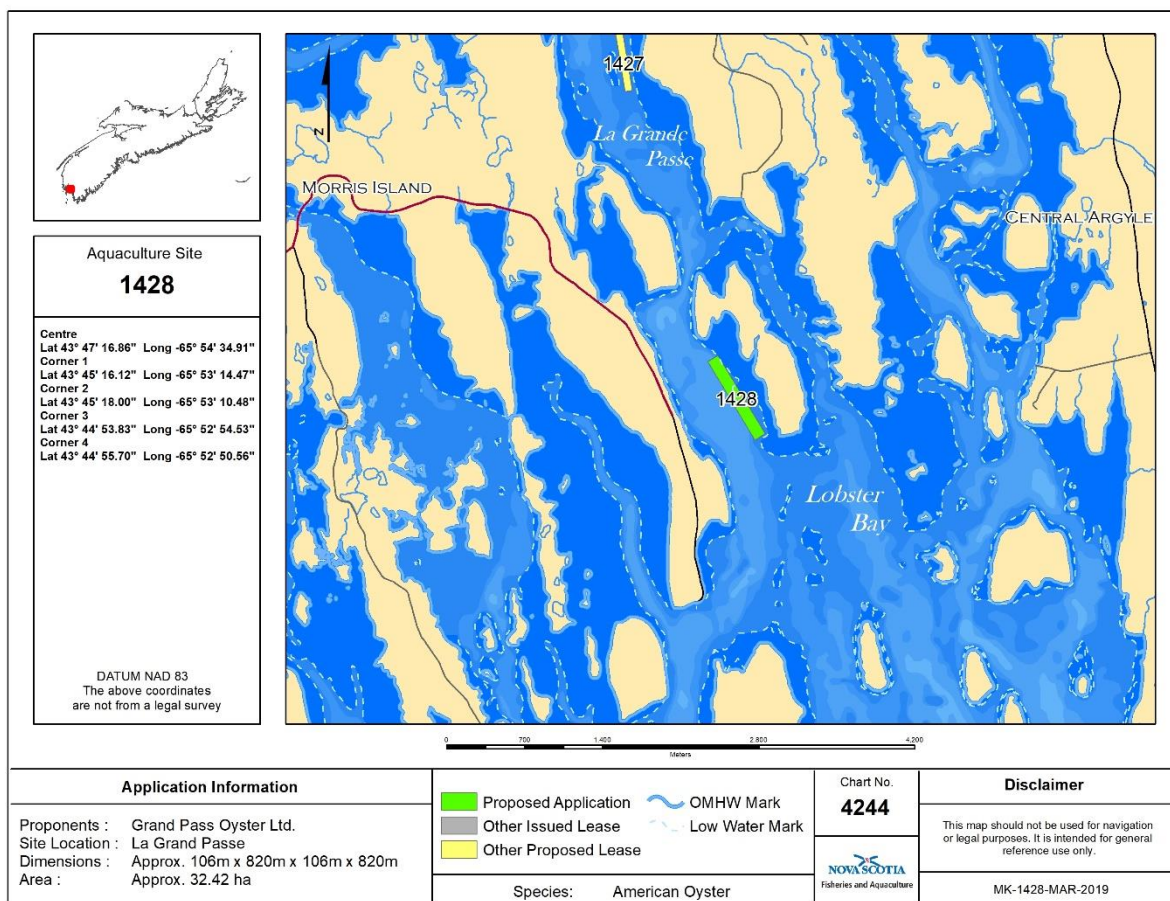 Aquaculture Site
1428
Centre
Lat 43° 47' 16.86" Long -65° 54' 34.91"
Corner 1
Lat 43° 45' 16.12" Long -65° 53' 14.47"
Corner 2
Lat 43° 45' 18.00" Long -65° 53' 10.48"
Corner 3
Lat 43° 44' 53.83" Long -65° 52' 54.53"
Corner 4
Lat 43° 44' 55.70" Long -65° 52' 50.56"
DATUM NAD 83
The above coordinates
are not from a legal survey
N
1427
La Grande
Passe
MORRIS ISLAND
CENTRAL ARGYLE
1428
Lobster
Bay
0 700 1,400 2,800 4,200
Meters
Application Information
Proponents : Grand Pass Oyster Ltd.
Site Location : La Grand Passe
Dimensions : Approx. 106m x 820m x 106m x 820m
Area : Approx. 32.42 ha
Proposed Application
Other Issued Lease
Other Proposed Lease
OMHW Mark
Low Water Mark
Species: American Oyster
Chart No.
4244
NOVA SCOTIA
Fisheries and Aquaculture
Disclaimer
This map should not be used for navigation
or legal purposes. It is intended for general
reference use only.
MK-1428-MAR-2019